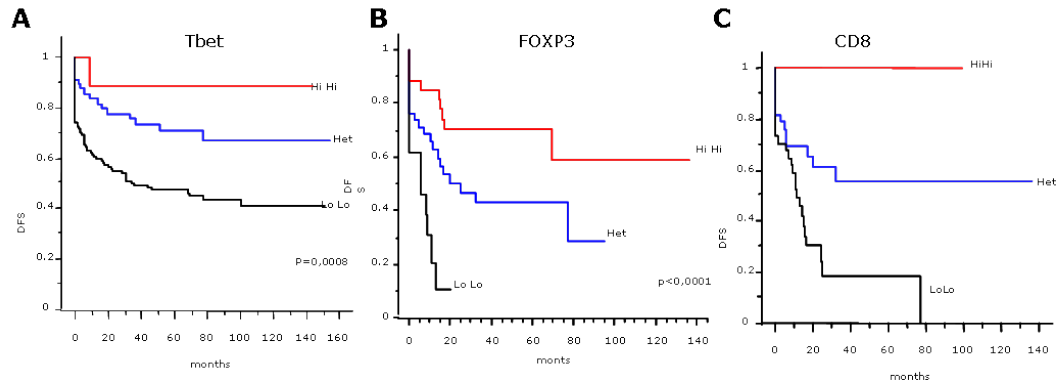 A
Tbet
1
0.8
0.6
0.4
0.2
0
DFS
Hi Hi
Het
Lo Lo
P=0,0008
0 20 40 60 80 100 120 140 160
months
B
FOXP3
1
0.8
0.6
0.4
0.2
0
DF
S
Hi Hi
Het
Lo Lo
p<0,0001
0 20 40 60 80 100 120 140
months
C
CD8
1
0.8
0.6
0.4
0.2
0
DFS
HiHi
Het
LoLo
0 20 40 60 80 100 120 140
months